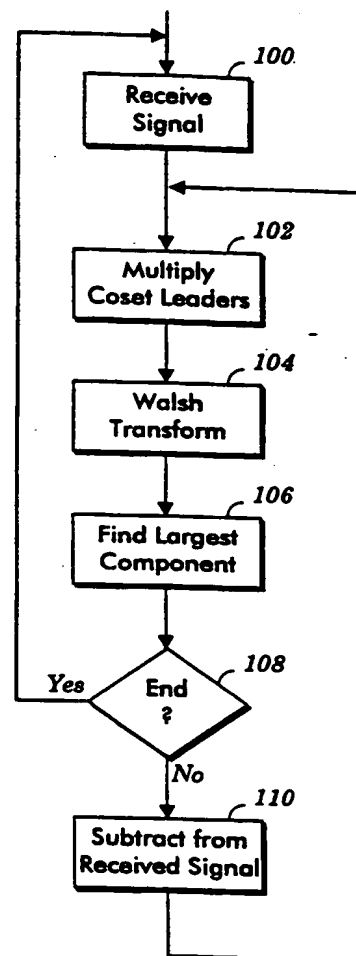 100
Receive
Signal
102
Multiply
Coset Leaders
104
Walsh
Transform
106
Find Largest
Component
108
End
?
Yes
No
110
Subtract from
Received Signal